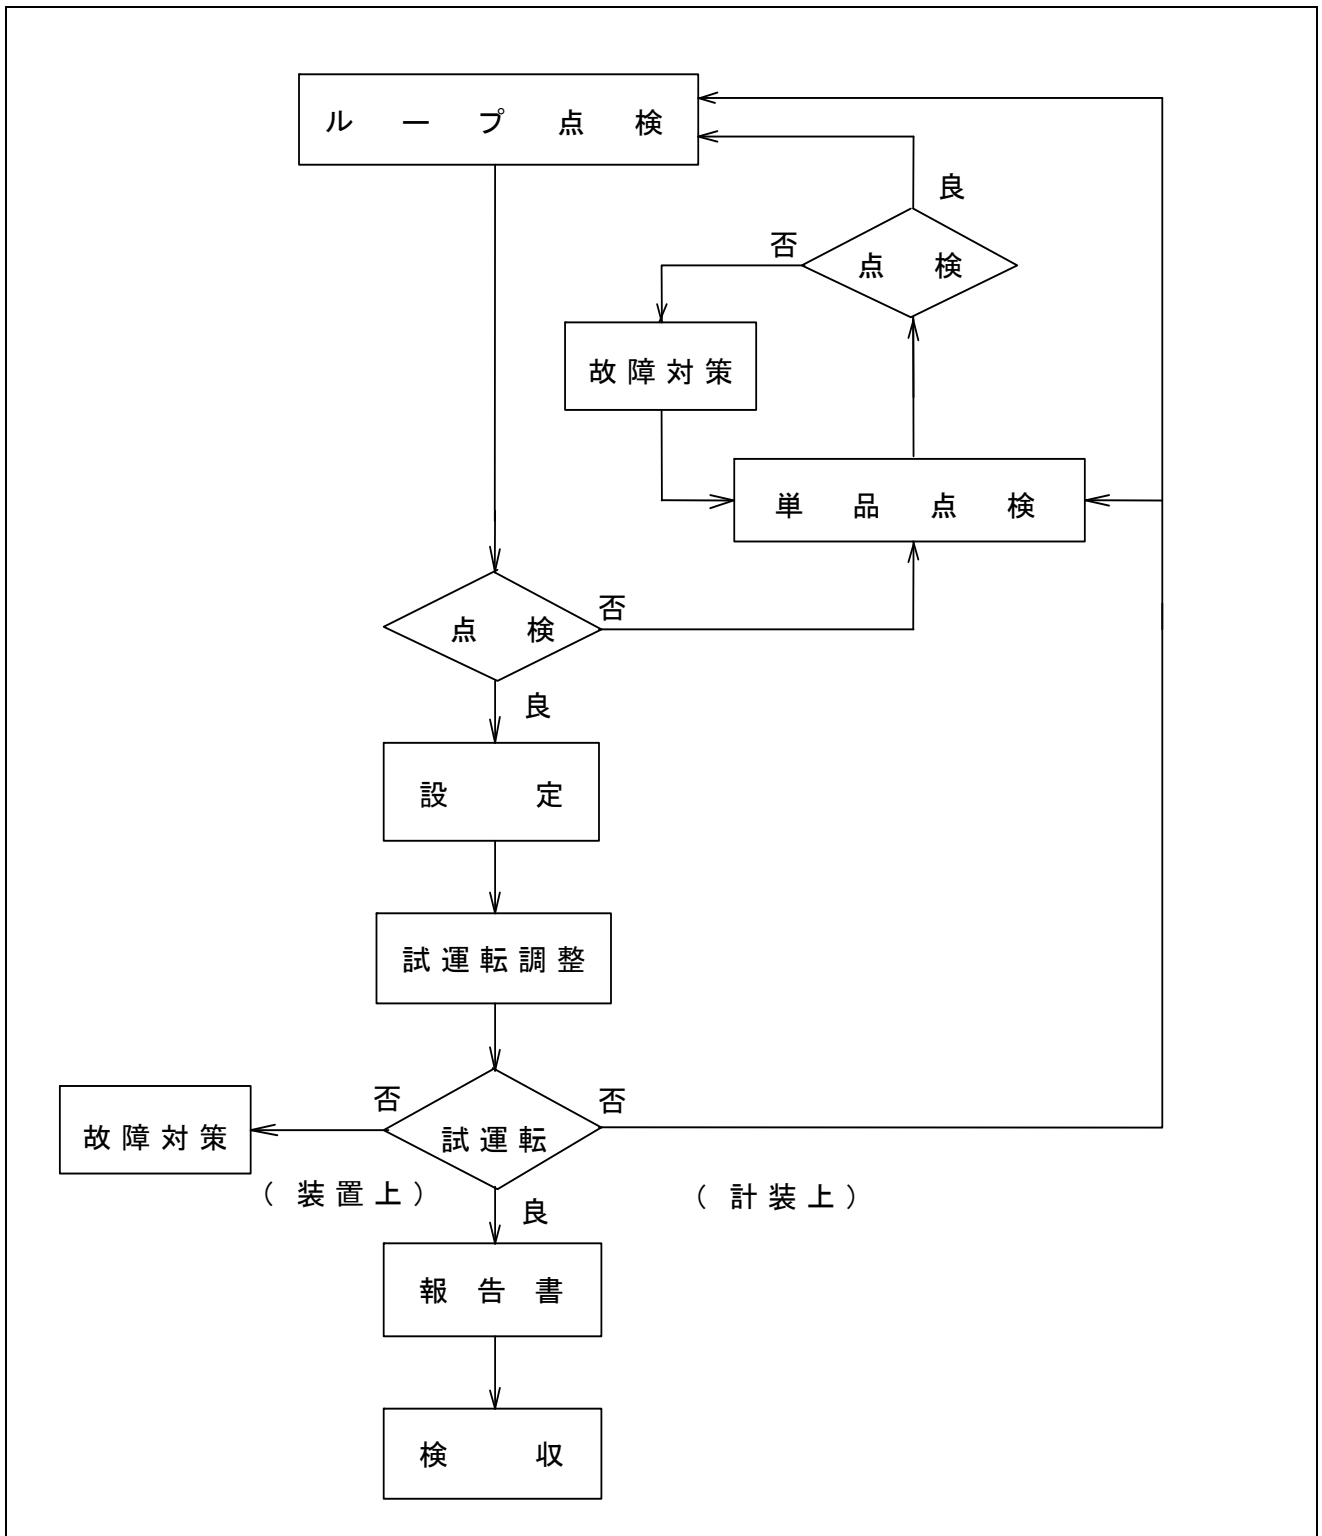 ループ点検
良
否
点検
故障対策
単品点検
否
点検
良
設定
試運転調整
否
否
故障対策
試運転
（装置上）
（計装上）
良
報告書
検収